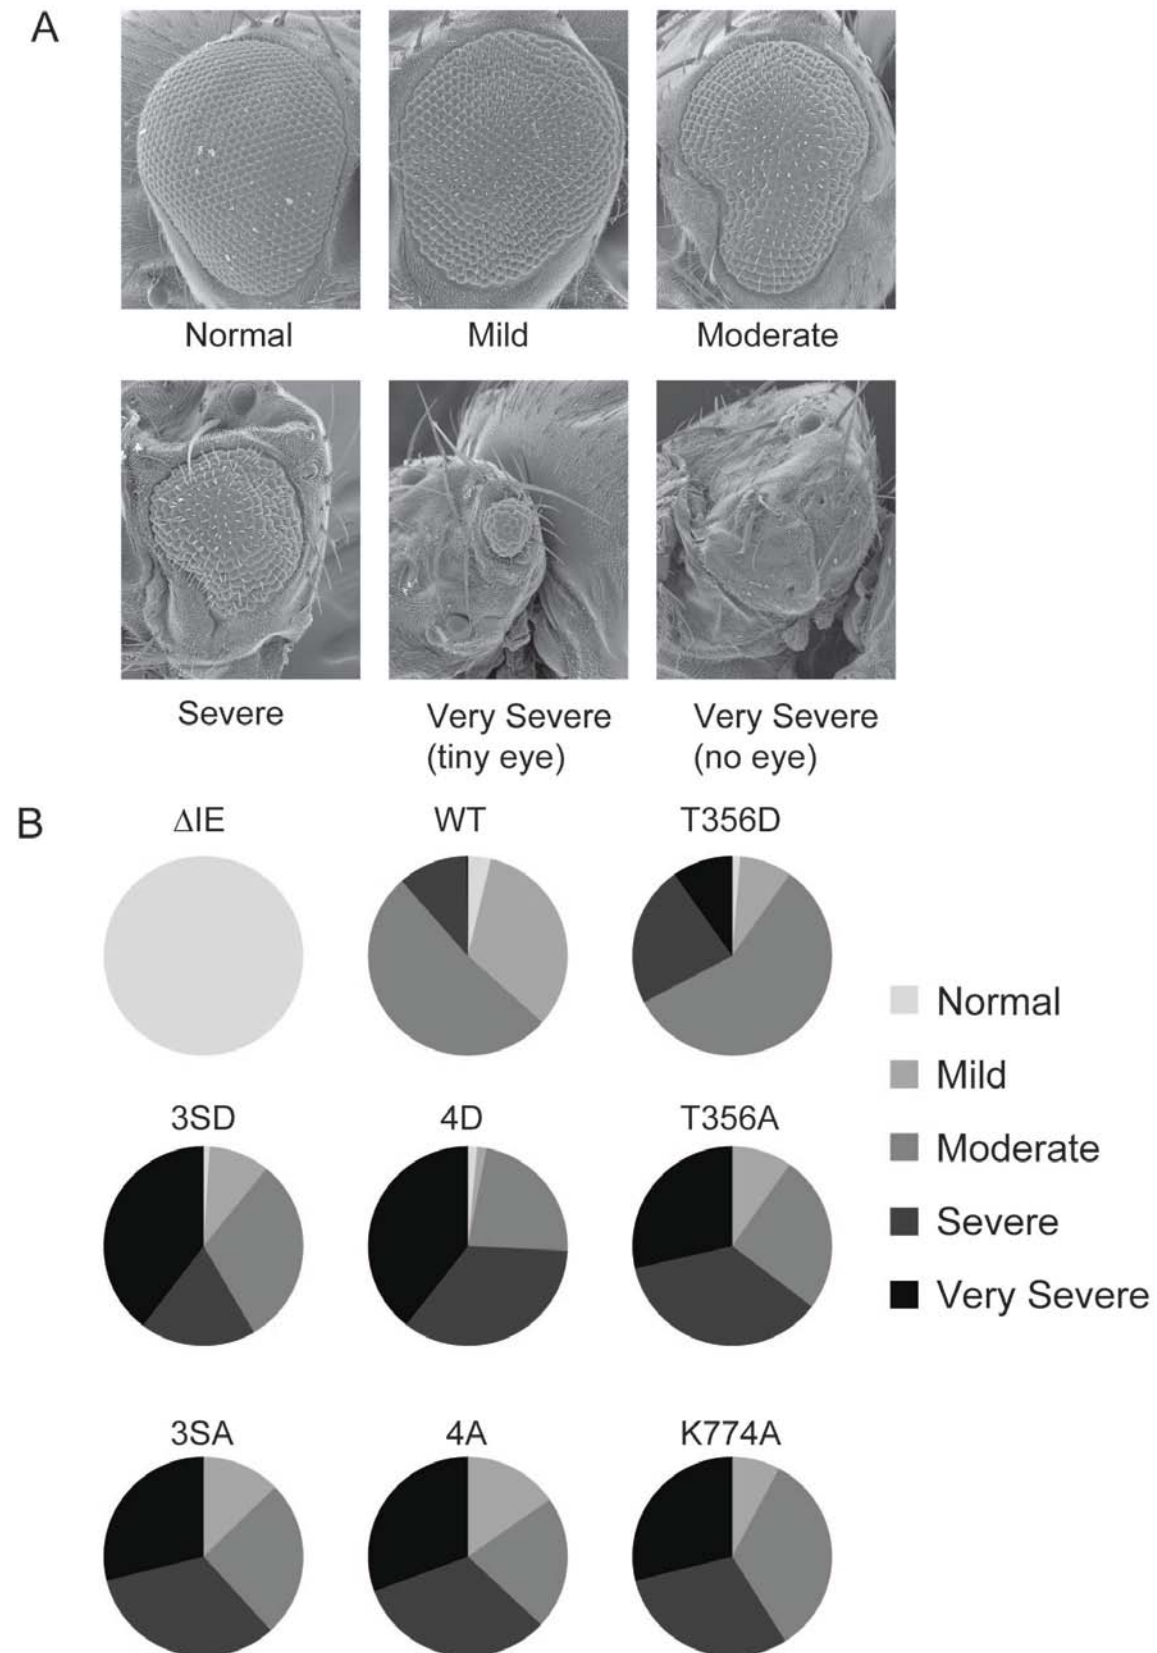 A
Normal
Mild
Moderate
Severe
Very Severe
(tiny eye)
Very Severe
(no eye)
B
ΔIE
WT
T356D
3SD
4D
T356A
3SA
4A
K774A
Normal
Mild
Moderate
Severe
Very Severe